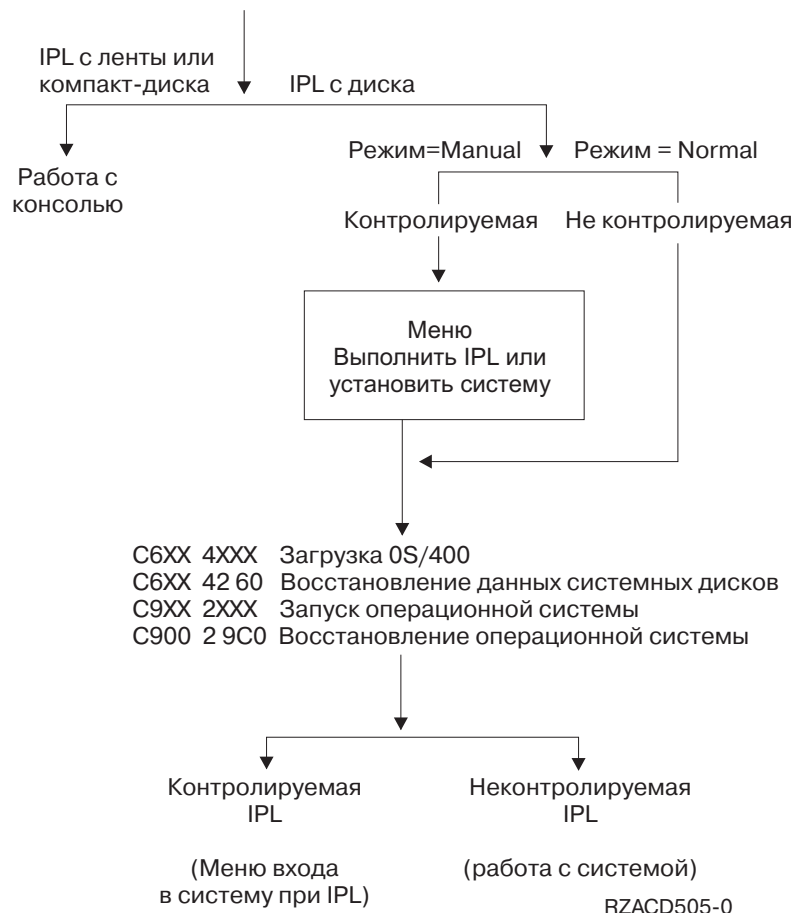 IPL с ленты или
компакт-диска
IPL с диска
Работа с
консолью
Режим=Manual
Режим = Normal
Контролируемая
Не контролируемая
Меню
Выполнить IPL или
установить систему
C6XX 4XXX Загрузка 0S/400
C6XX 42 60 Восстановление данных системных дисков
C9XX 2XXX Запуск операционной системы
C900 2 9C0 Восстановление операционной системы
Контролируемая
IPL
(Меню входа
в систему при IPL)
Неконтролируемая
IPL
(работа с системой)
RZACD505-0